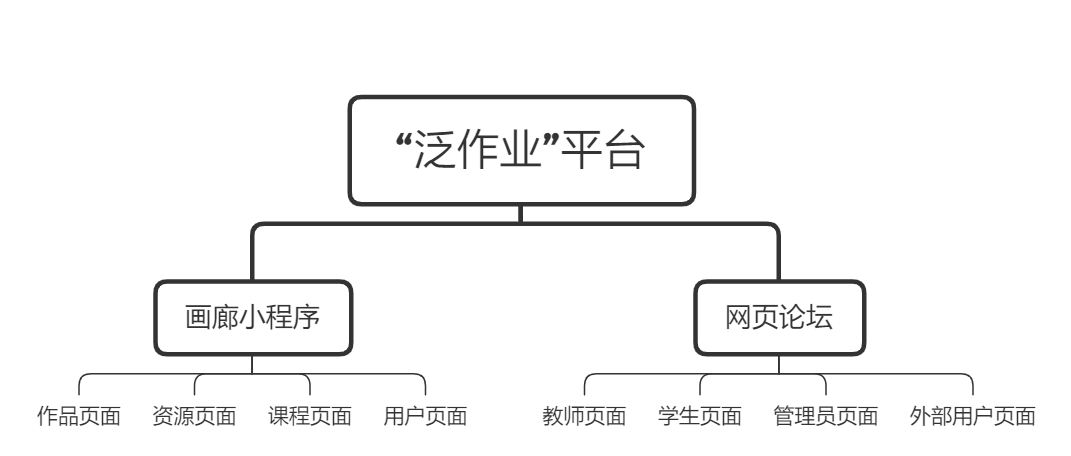 “泛作业”平台
画廊小程序
网页论坛
作品页面
资源页面
课程页面
用户页面
教师页面
学生页面
管理员页面
外部用户页面